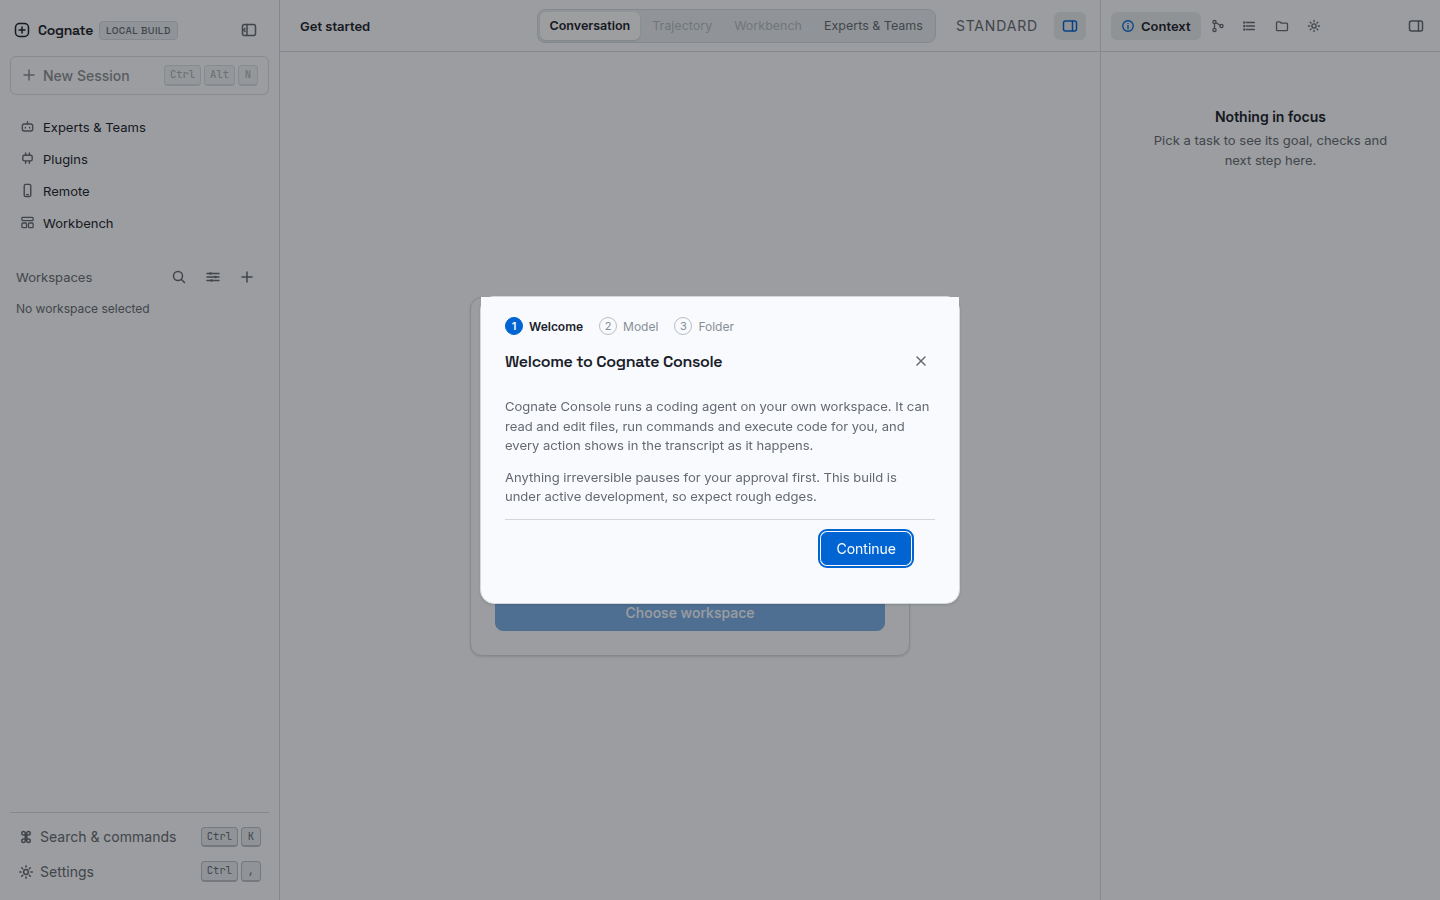 Cognate
LOCAL BUILD
New Session
Ctrl Alt N
Experts & Teams
Plugins
Remote
Workbench
Workspaces
No workspace selected
Search & commands
Ctrl K
Settings
Ctrl ,
Get started
Conversation
Trajectory
Workbench
Experts & Teams
STANDARD
1 Welcome
2 Model
3 Folder
Welcome to Cognate Console
Cognate Console runs a coding agent on your own workspace. It can
read and edit files, run commands and execute code for you, and
every action shows in the transcript as it happens.
Anything irreversible pauses for your approval first. This build is
under active development, so expect rough edges.
Continue
Choose workspace
Context
Nothing in focus
Pick a task to see its goal, checks and
next step here.